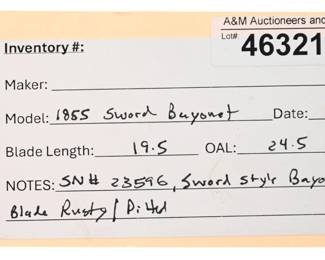 A&M Auctioneers and
Lot# 46321
Inventory #:
Maker:
Model: 1855 Sword Bayonet Date:
Blade Length: 19.5 OAL: 24.5
NOTES: SN# 23596, Sword Style Bayo
Blade Rusty / Pitted